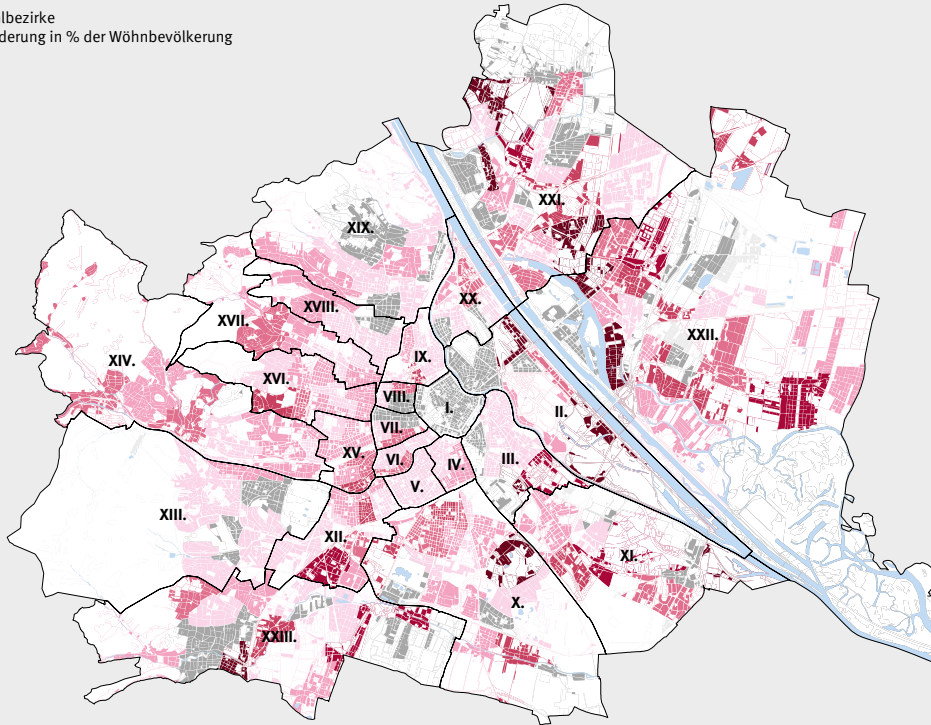 lbezirke
derung in % der Wöhnbevölkerung
XXI.
XIX.
XX.
XVIII.
XVII.
XXII.
XIV.
IX.
XVI.
VIII.
I.
II.
VII.
XV.
VI.
IV.
III.
V.
XIII.
XII.
XI.
X.
XXIII.